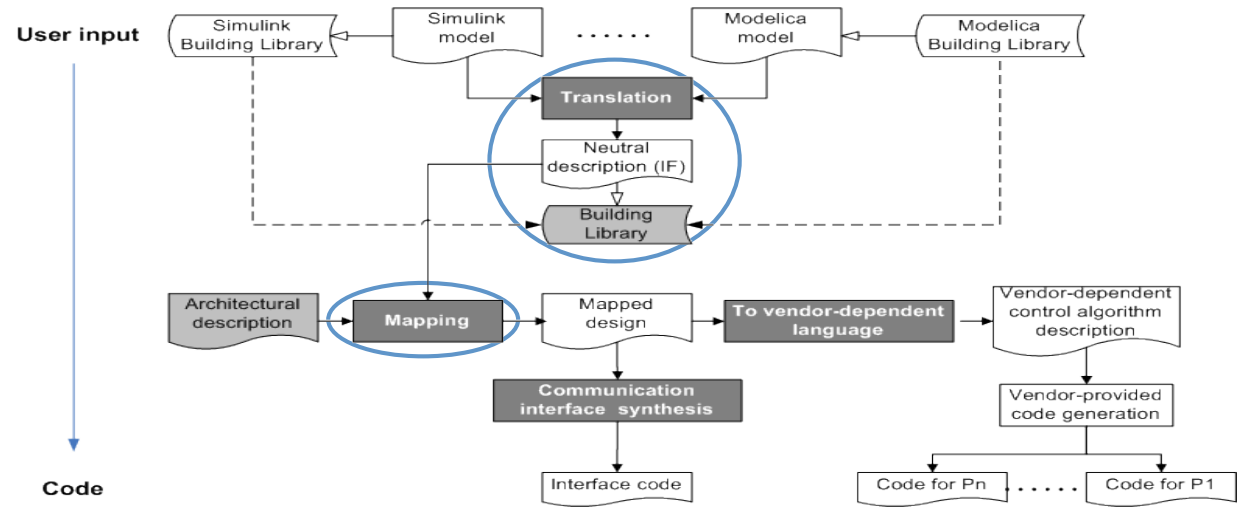 User input
Simulink
Building Library
Simulink
model
. . . . . .
Modelica
model
Modelica
Building Library
Translation
Neutral
description (IF)
Building
Library
Architectural
description
Mapping
Mapped
design
To vendor-dependent
language
Vendor-dependent
control algorithm
description
Communication
interface synthesis
Vendor-provided
code generation
Code
Interface code
Code for Pn
. . . . . .
Code for P1